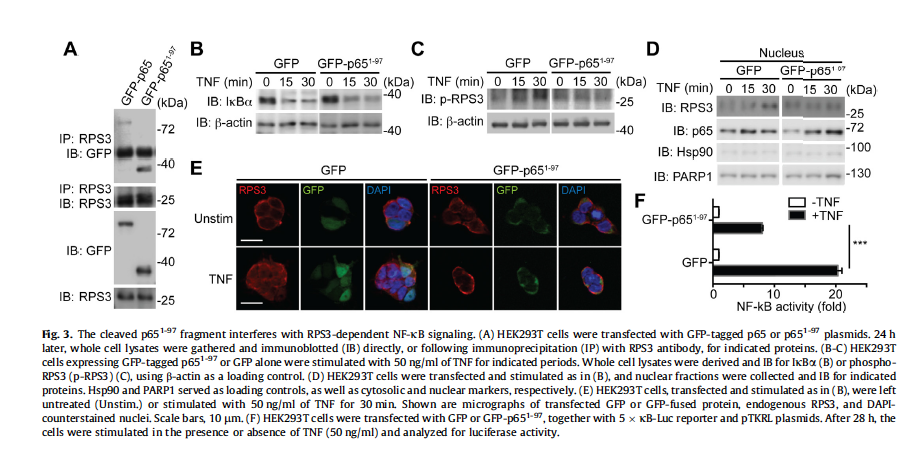 A
GFP-p65
GFP-p65¹⁻⁹⁷
(kDa)
-72
IP: RPS3
IB: GFP
-40
IP: RPS3
IB: RPS3
-25
-72
IB: GFP
-40
IB: RPS3
-25
B
GFP GFP-p65¹⁻⁹⁷
TNF (min) 0 15 30 0 15 30 (kDa)
IB: IκBα -40
IB: β-actin
-40
C
GFP GFP-p65¹⁻⁹⁷
TNF (min) 0 15 30 0 15 30 (kDa)
IB: p-RPS3 -25
IB: β-actin
-40
D
Nucleus
GFP GFP-p65¹⁻⁹⁷
TNF (min) 0 15 30 0 15 30 (kDa)
IB: RPS3 -25
IB: p65 -72
IB: Hsp90 -100
IB: PARP1 -130
E
GFP GFP-p65¹⁻⁹⁷
RPS3 GFP DAPI RPS3 GFP DAPI
Unstim
TNF
F
-TNF
+TNF
GFP-p65¹⁻⁹⁷
GFP
***
0 10 20
NF-kB activity (fold)
Fig. 3. The cleaved p65¹⁻⁹⁷ fragment interferes with RPS3-dependent NF-κB signaling. (A) HEK293T cells were transfected with GFP-tagged p65 or p65¹⁻⁹⁷ plasmids. 24 h
later, whole cell lysates were gathered and immunoblotted (IB) directly, or following immunoprecipitation (IP) with RPS3 antibody, for indicated proteins. (B-C) HEK293T
cells expressing GFP-tagged p65¹⁻⁹⁷ or GFP alone were stimulated with 50 ng/ml of TNF for indicated periods. Whole cell lysates were derived and IB for IκBα (B) or phospho-
RPS3 (p-RPS3) (C), using β-actin as a loading control. (D) HEK293T cells were transfected and stimulated as in (B), and nuclear fractions were collected and IB for indicated
proteins. Hsp90 and PARP1 served as loading controls, as well as cytosolic and nuclear markers, respectively. (E) HEK293T cells, transfected and stimulated as in (B), were left
untreated (Unstim.) or stimulated with 50 ng/ml of TNF for 30 min. Shown are micrographs of transfected GFP or GFP-fused protein, endogenous RPS3, and DAPI-
counterstained nuclei. Scale bars, 10 μm. (F) HEK293T cells were transfected with GFP or GFP-p65¹⁻⁹⁷, together with 5 × κB-Luc reporter and pTKRL plasmids. After 28 h, the
cells were stimulated in the presence or absence of TNF (50 ng/ml) and analyzed for luciferase activity.